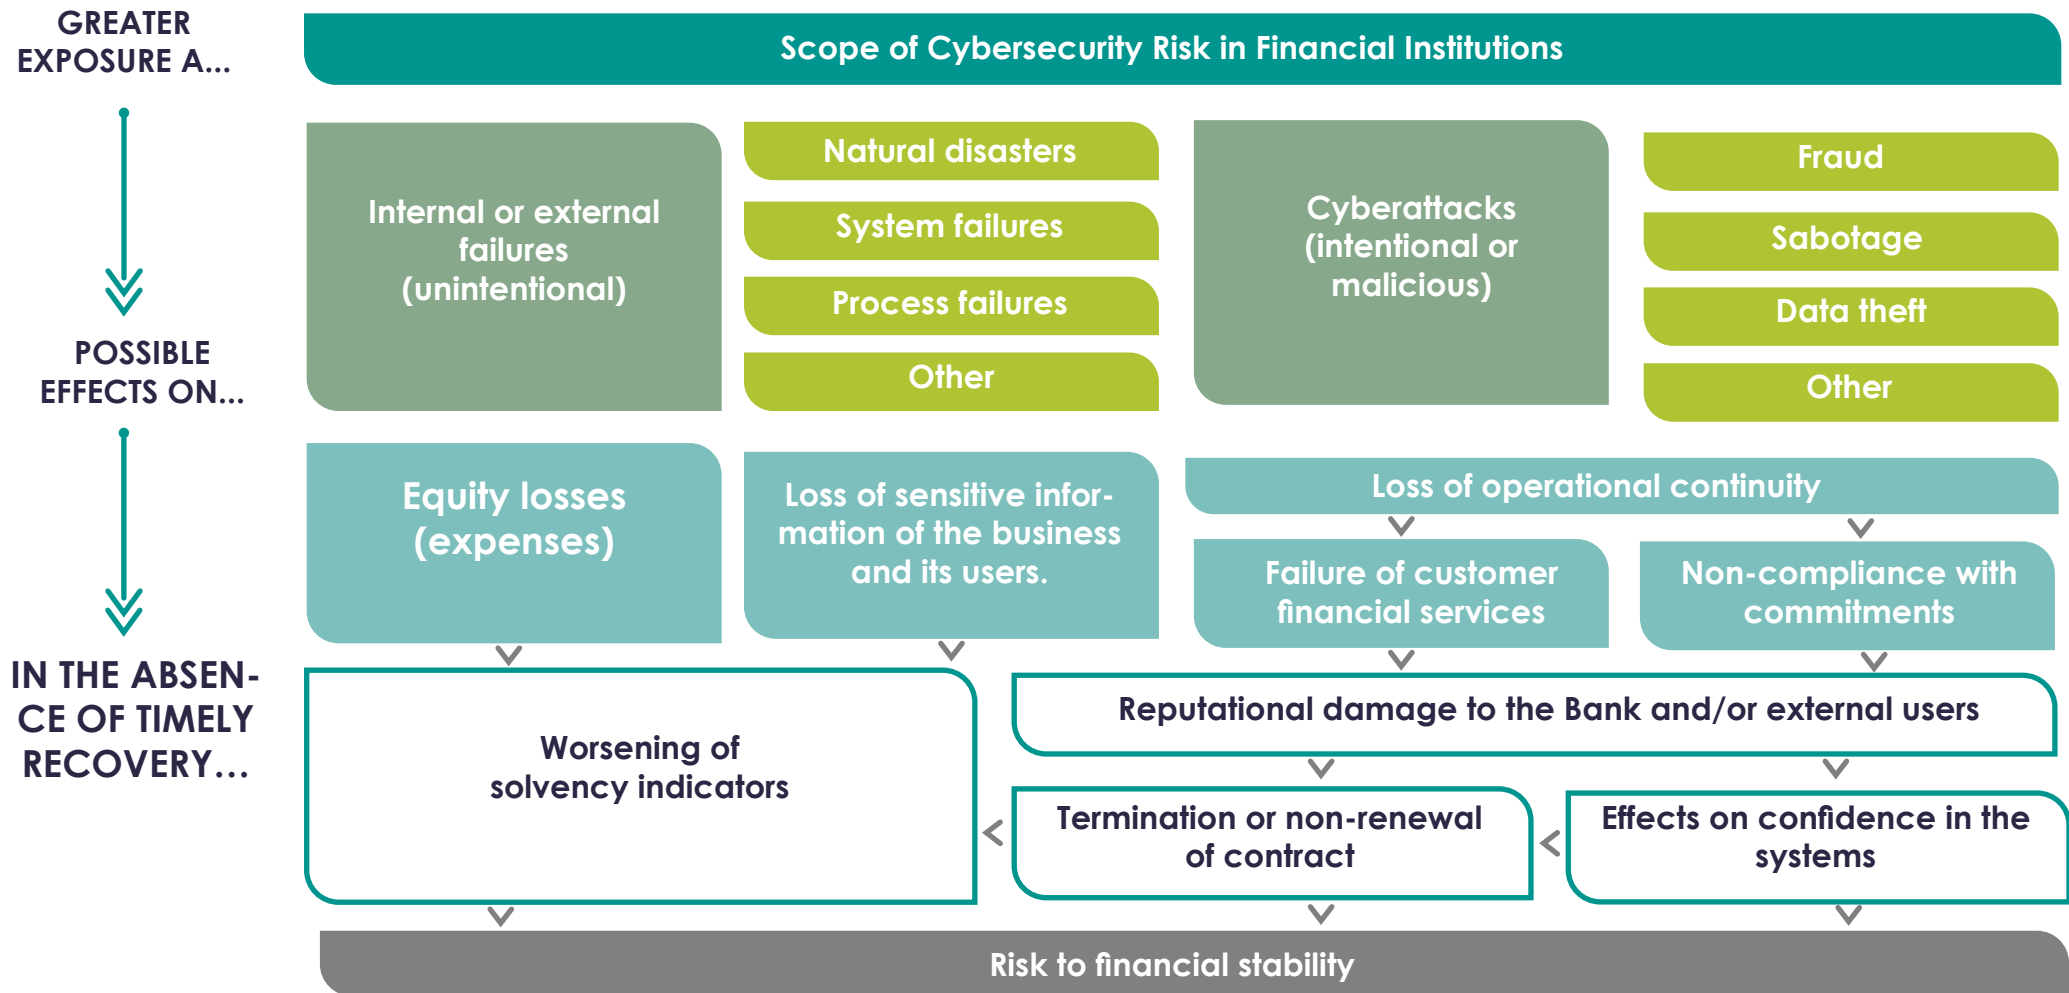 GREATER
EXPOSURE A...
Scope of Cybersecurity Risk in Financial Institutions
Internal or external
failures
(unintentional)
Natural disasters
System failures
Process failures
Other
Cyberattacks
(intentional or
malicious)
Fraud
Sabotage
Data theft
Other
POSSIBLE
EFFECTS ON...
Equity losses
(expenses)
Loss of sensitive infor-
mation of the business
and its users.
Loss of operational continuity
Failure of customer
financial services
Non-compliance with
commitments
IN THE ABSEN-
CE OF TIMELY
RECOVERY...
Worsening of
solvency indicators
Reputational damage to the Bank and/or external users
Termination or non-renewal
of contract
Effects on confidence in the
systems
Risk to financial stability